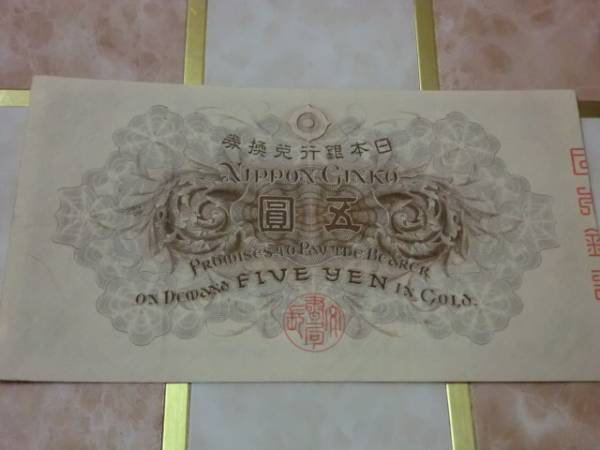 日本銀行兌換券
NIPPON GINKO
五圓
PROMISES TO PAY THE BEARER
ON DEMAND FIVE YEN IN GOLD.